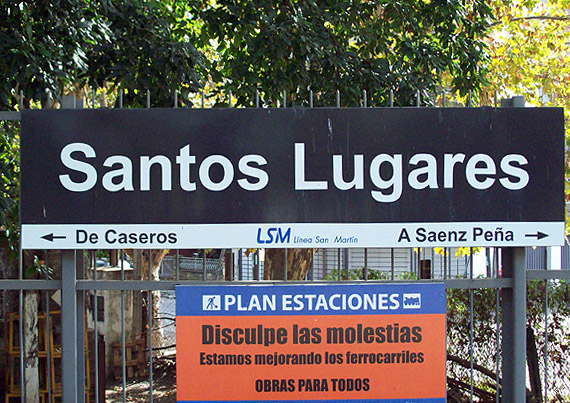 Santos Lugares
← De Caseros LSM Línea San Martín A Saenz Peña →
PLAN ESTACIONES
Disculpe las molestias
Estamos mejorando los ferrocarriles
OBRAS PARA TODOS